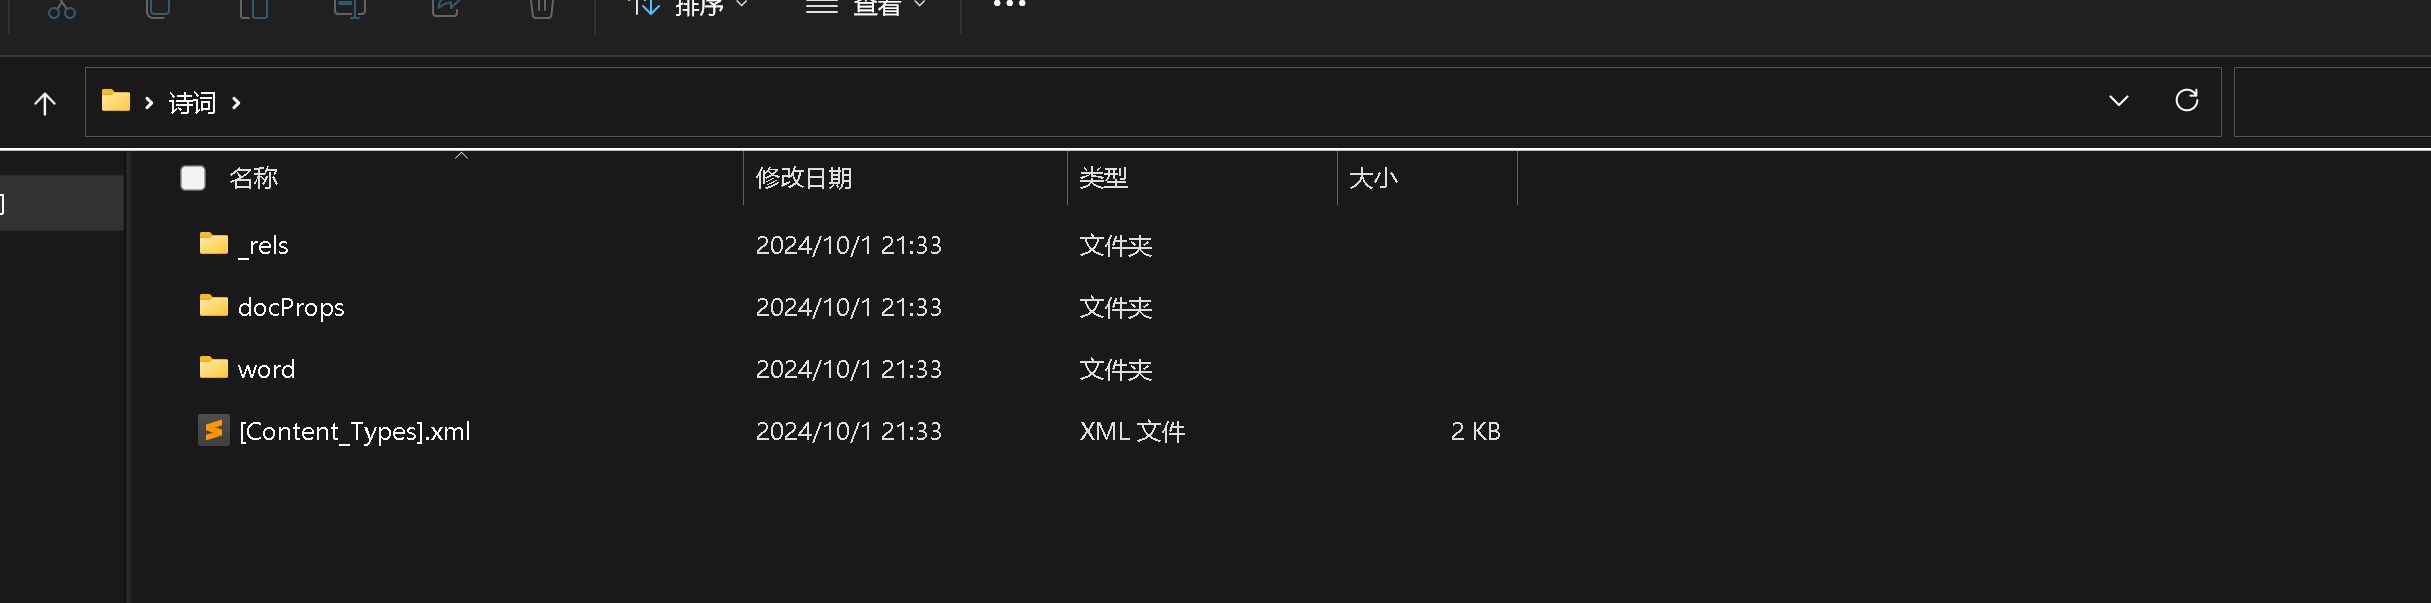 排序 查看
诗词
名称 修改日期 类型 大小
_rels 2024/10/1 21:33 文件夹
docProps 2024/10/1 21:33 文件夹
word 2024/10/1 21:33 文件夹
[Content_Types].xml 2024/10/1 21:33 XML 文件 2 KB